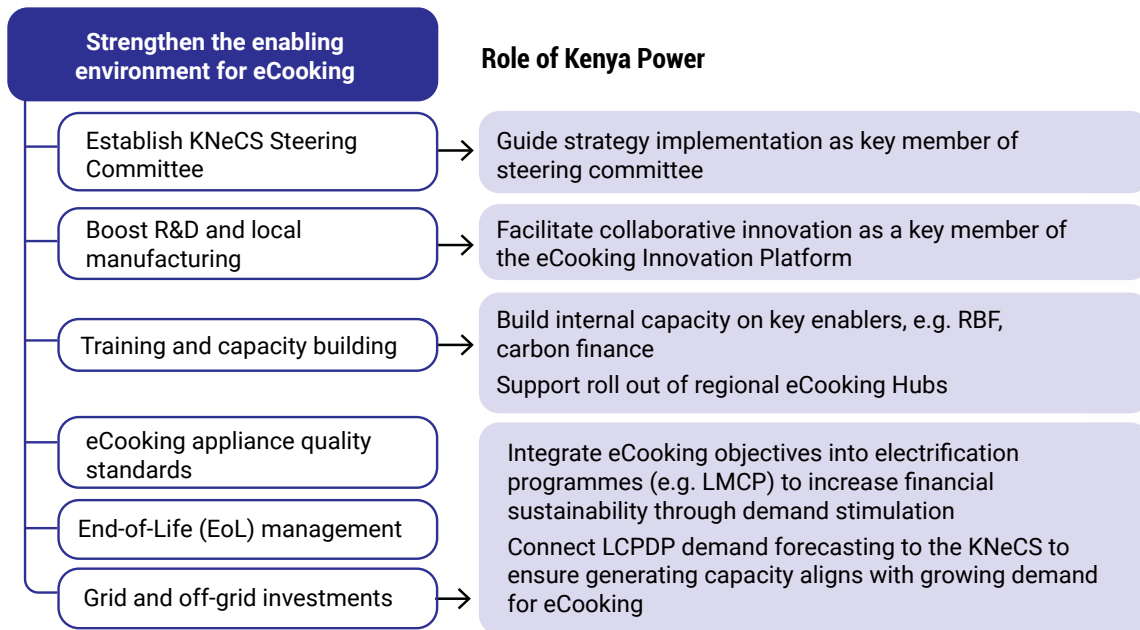 Strengthen the enabling
environment for eCooking
Role of Kenya Power
Establish KNeCS Steering
Committee
Guide strategy implementation as key member of
steering committee
Boost R&D and local
manufacturing
Facilitate collaborative innovation as a key member of
the eCooking Innovation Platform
Training and capacity building
Build internal capacity on key enablers, e.g. RBF,
carbon finance
Support roll out of regional eCooking Hubs
eCooking appliance quality
standards
End-of-Life (EoL) management
Grid and off-grid investments
Integrate eCooking objectives into electrification
programmes (e.g. LMCP) to increase financial
sustainability through demand stimulation
Connect LCPDP demand forecasting to the KNeCS to
ensure generating capacity aligns with growing demand
for eCooking